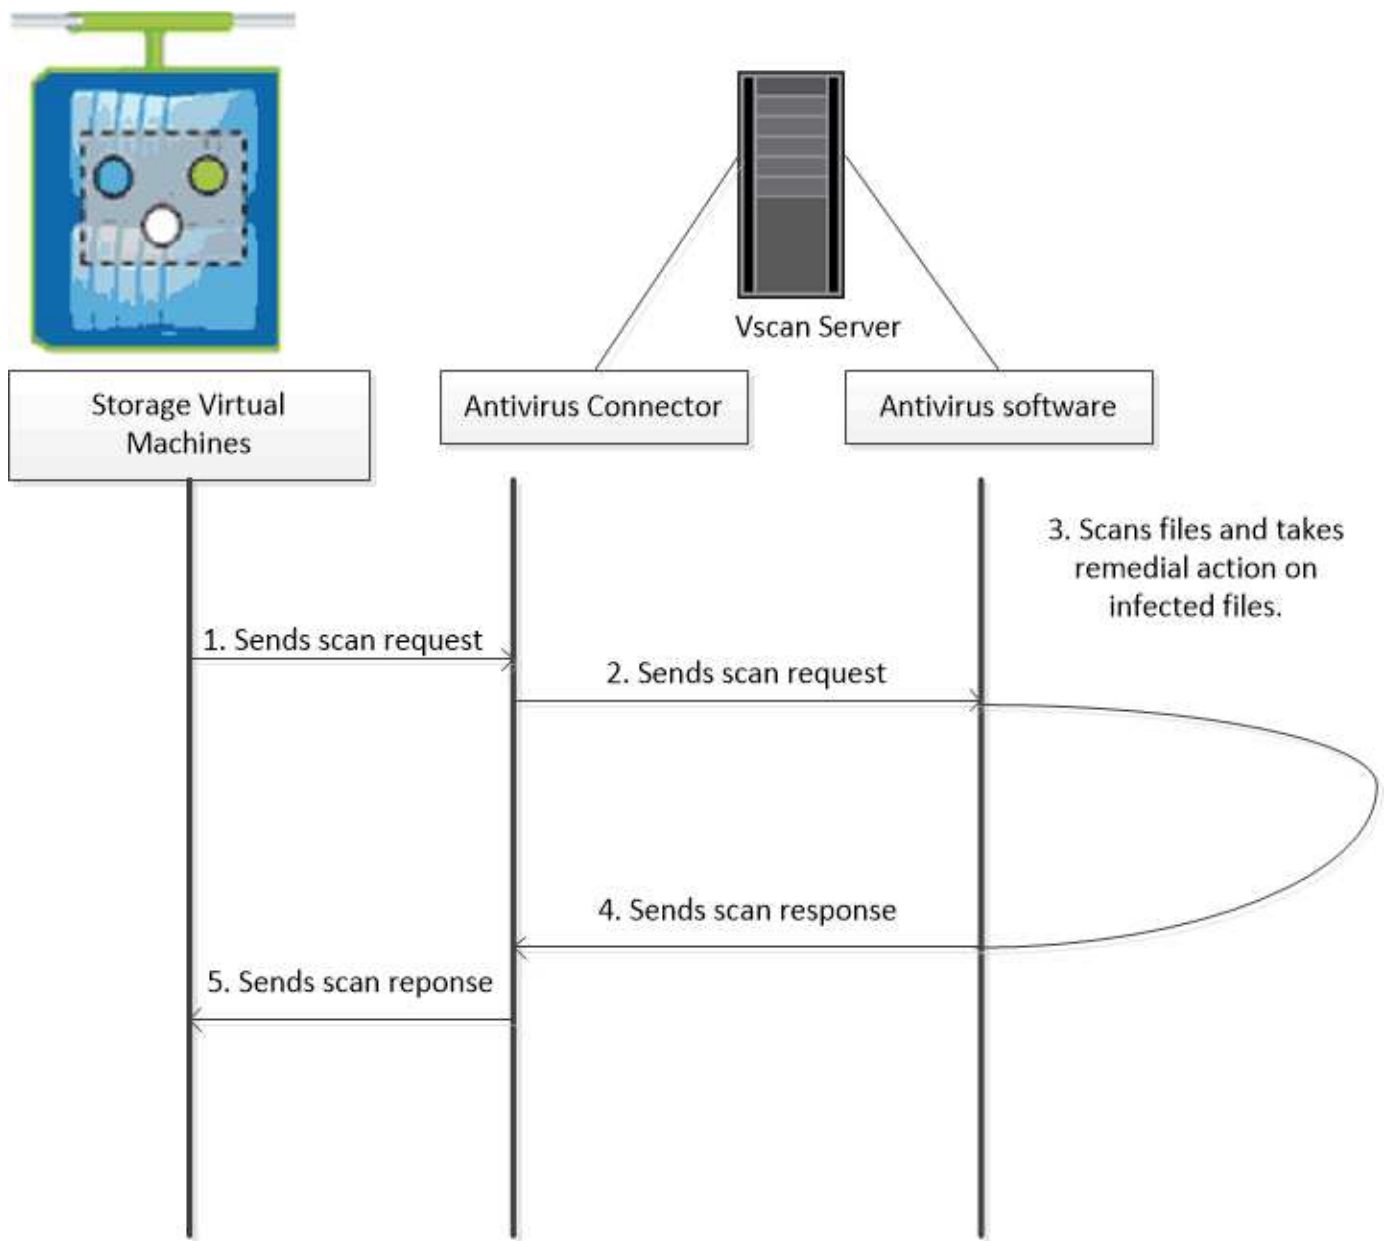 Vscan Server
Storage Virtual
Machines
Antivirus Connector
Antivirus software
3. Scans files and takes
remedial action on
infected files.
1. Sends scan request
2. Sends scan request
4. Sends scan response
5. Sends scan reponse